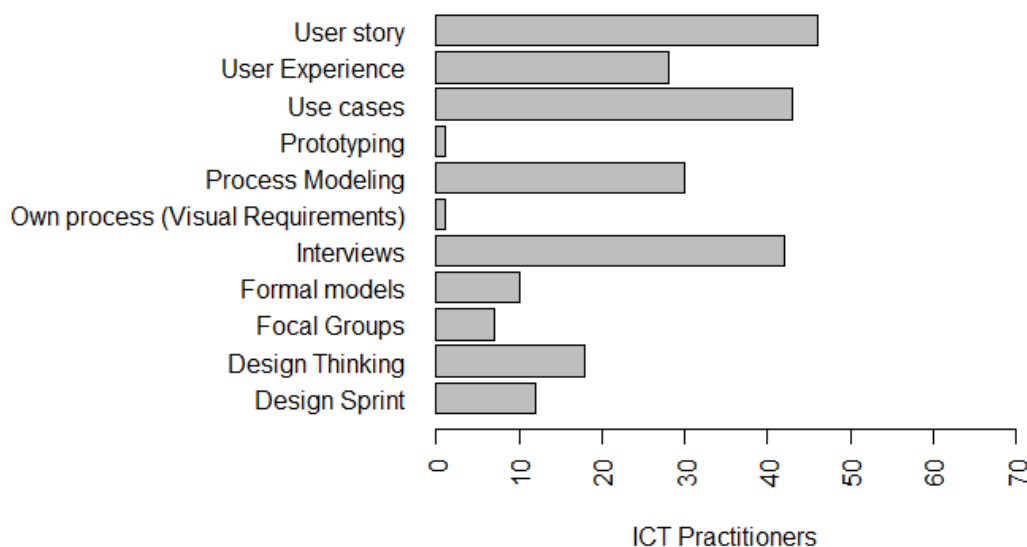 User story
User Experience
Use cases
Prototyping
Process Modeling
Own process (Visual Requirements)
Interviews
Formal models
Focal Groups
Design Thinking
Design Sprint
0 10 20 30 40 50 60 70
ICT Practitioners